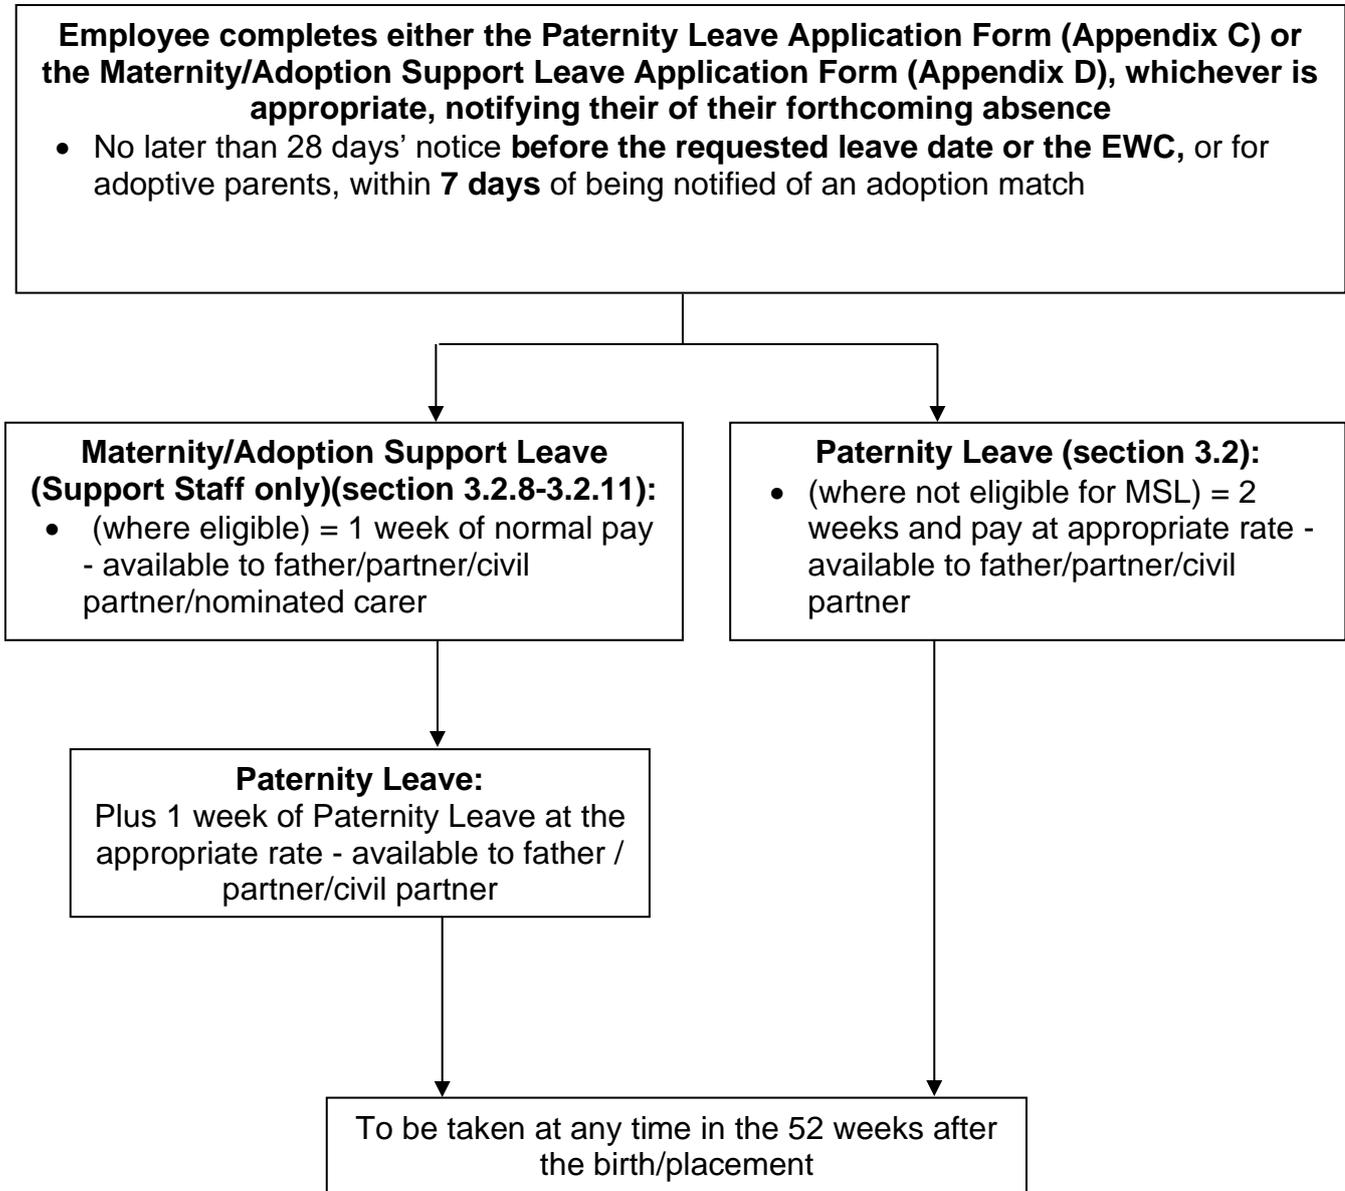 Employee completes either the Paternity Leave Application Form (Appendix C) or
the Maternity/Adoption Support Leave Application Form (Appendix D), whichever is
appropriate, notifying their of their forthcoming absence
• No later than 28 days’ notice before the requested leave date or the EWC, or for
adoptive parents, within 7 days of being notified of an adoption match
Maternity/Adoption Support Leave
(Support Staff only)(section 3.2.8-3.2.11):
• (where eligible) = 1 week of normal pay
- available to father/partner/civil
partner/nominated carer
Paternity Leave (section 3.2):
• (where not eligible for MSL) = 2
weeks and pay at appropriate rate -
available to father/partner/civil
partner
Paternity Leave:
Plus 1 week of Paternity Leave at the
appropriate rate - available to father /
partner/civil partner
To be taken at any time in the 52 weeks after
the birth/placement